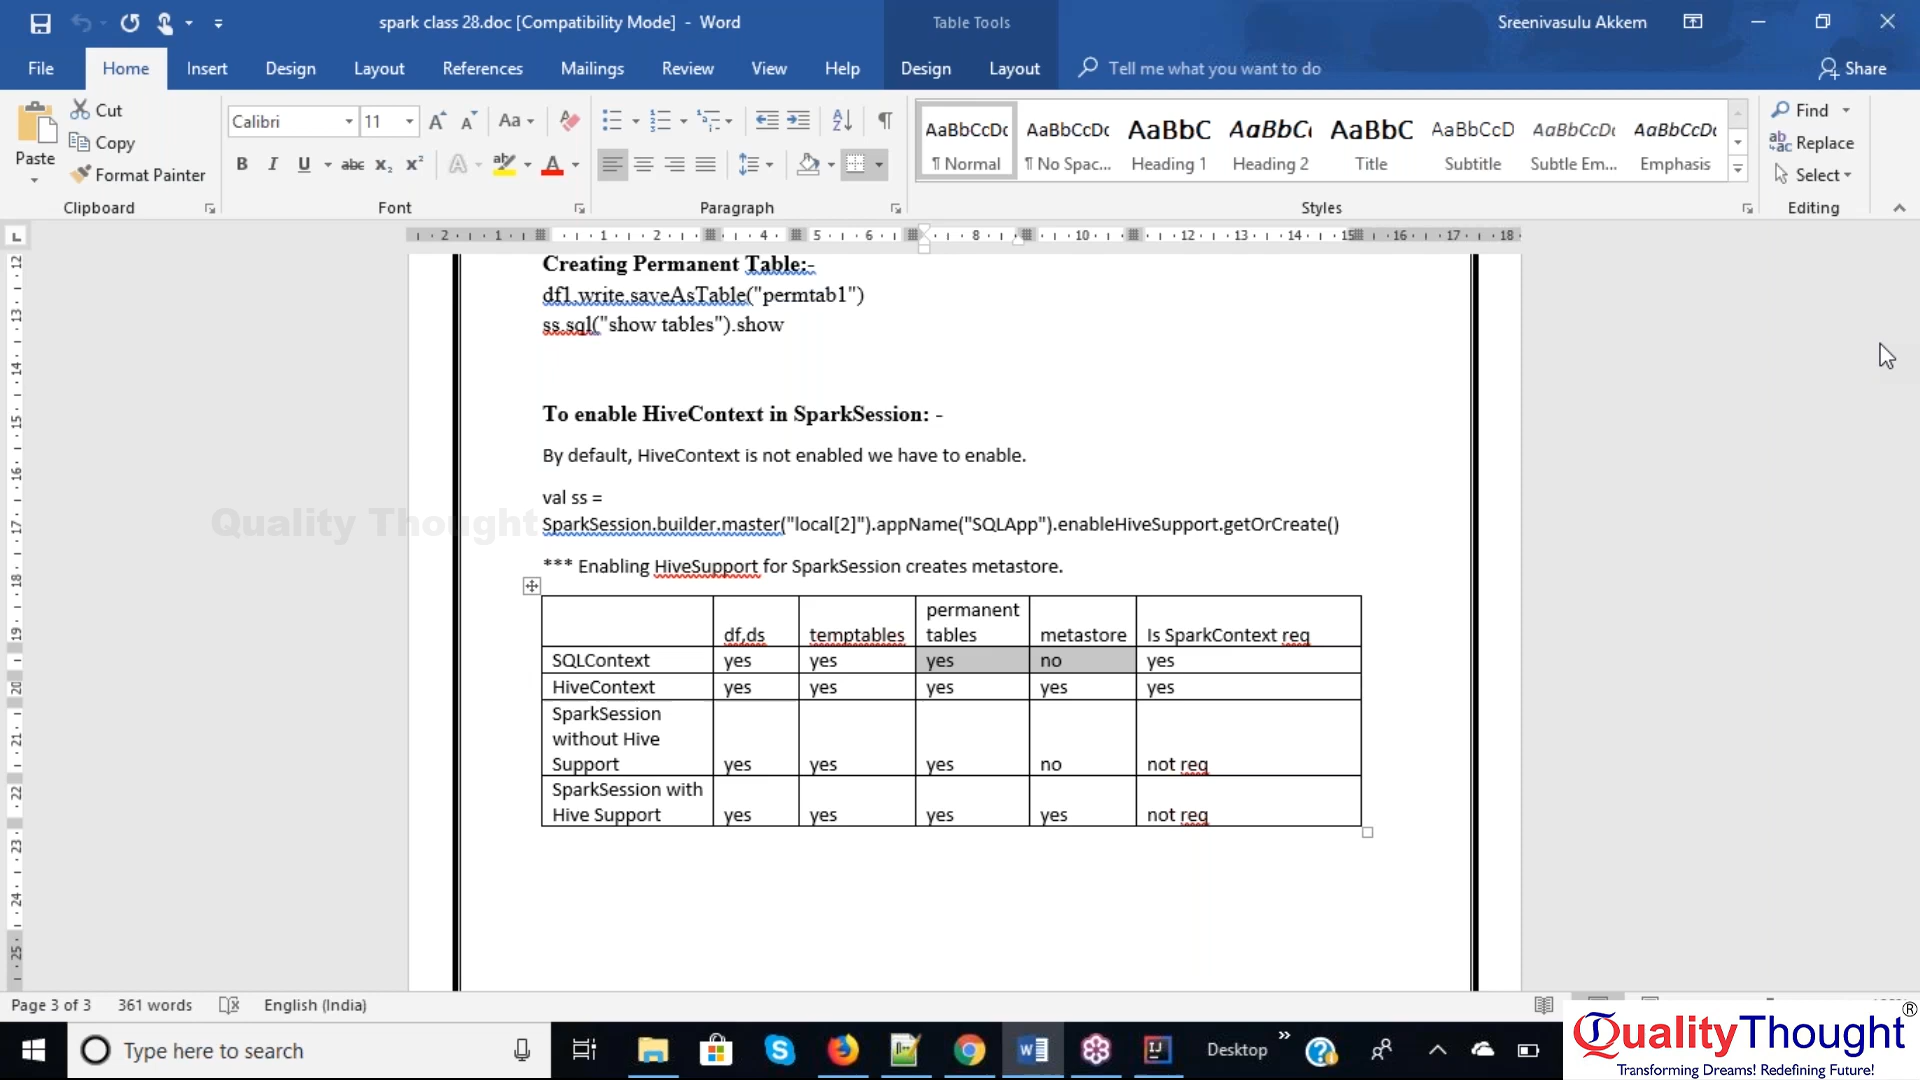 spark class 28.doc [Compatibility Mode] - Word
Table Tools
Sreenivasulu Akkem
File Home Insert Design Layout References Mailings Review View Help Design Layout Tell me what you want to do Share
Cut
Copy
Format Painter
Paste
Clipboard
Calibri 11
Font
Paragraph
AaBbCcDc AaBbCcDc AaBbC AaBbC( AaBbC AaBbCcD AaBbCcDc AaBbCcDc
¶ Normal ¶ No Spac... Heading 1 Heading 2 Title Subtitle Subtle Em... Emphasis
Styles
Find
Replace
Select
Editing
Creating Permanent Table:-
df1.write.saveAsTable("permtab1")
ss.sql("show tables").show
To enable HiveContext in SparkSession: -
By default, HiveContext is not enabled we have to enable.
val ss =
SparkSession.builder.master("local[2]").appName("SQLApp").enableHiveSupport.getOrCreate()
*** Enabling HiveSupport for SparkSession creates metastore.
df,ds temptables permanent tables metastore Is SparkContext req
SQLContext yes yes yes no yes
HiveContext yes yes yes yes yes
SparkSession without Hive Support yes yes yes no not req
SparkSession with Hive Support yes yes yes yes not req
Quality Thought
Page 3 of 3 361 words English (India)
Type here to search
Desktop
QualityThought®
Transforming Dreams! Redefining Future!